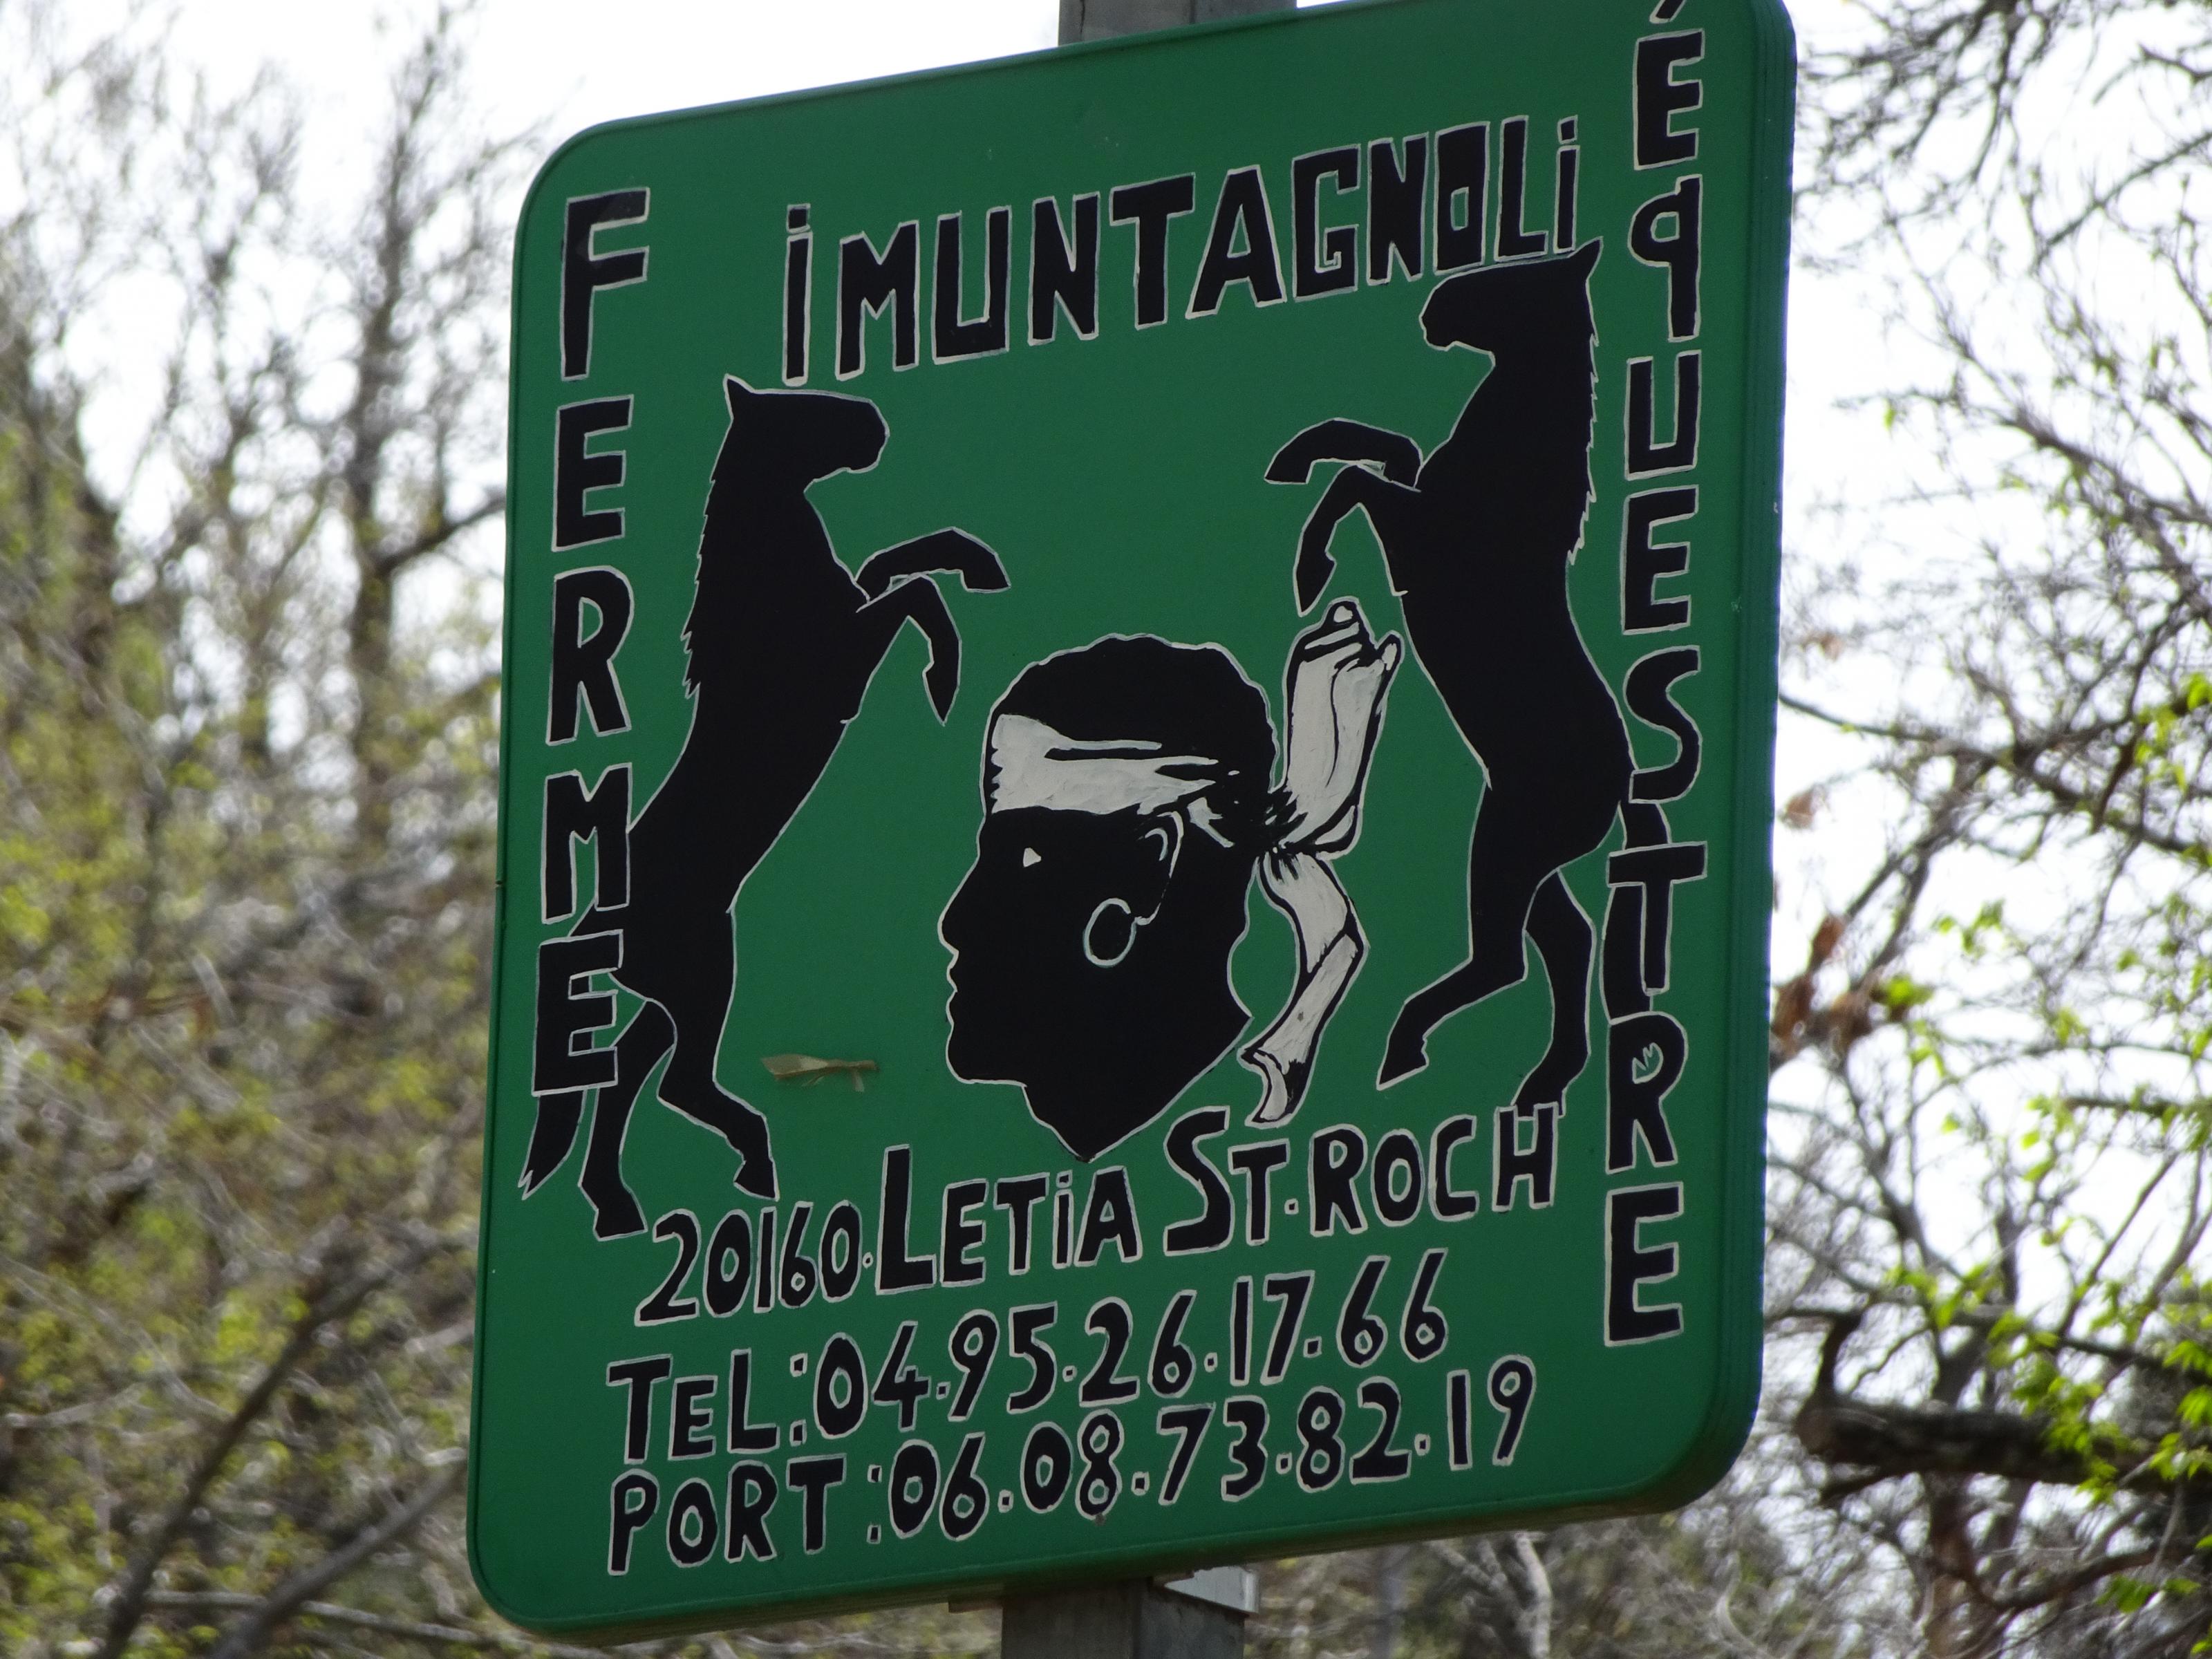 FERME
i MUNTAGNOLi
ÉqUESTRE
20160.LETiA ST.ROCH
TEL:04.95.26.17.66
PORT:06.08.73.82.19